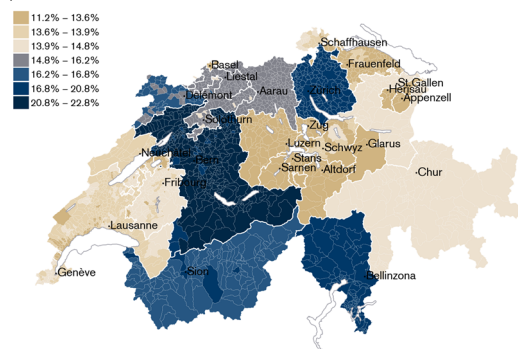 11.2% – 13.6%
13.6% – 13.9%
13.9% – 14.8%
14.8% – 16.2%
16.2% – 16.8%
16.8% – 20.8%
20.8% – 22.8%
Schaffhausen
Basel
Frauenfeld
Liestal
St.Gallen
Delémont
Aarau
Zürich
Herisau
Appenzell
Solothurn
Zug
Luzern
Schwyz
Glarus
Neuchâtel
Bern
Stans
Sarnen
Altdorf
Chur
Fribourg
Lausanne
Genève
Sion
Bellinzona